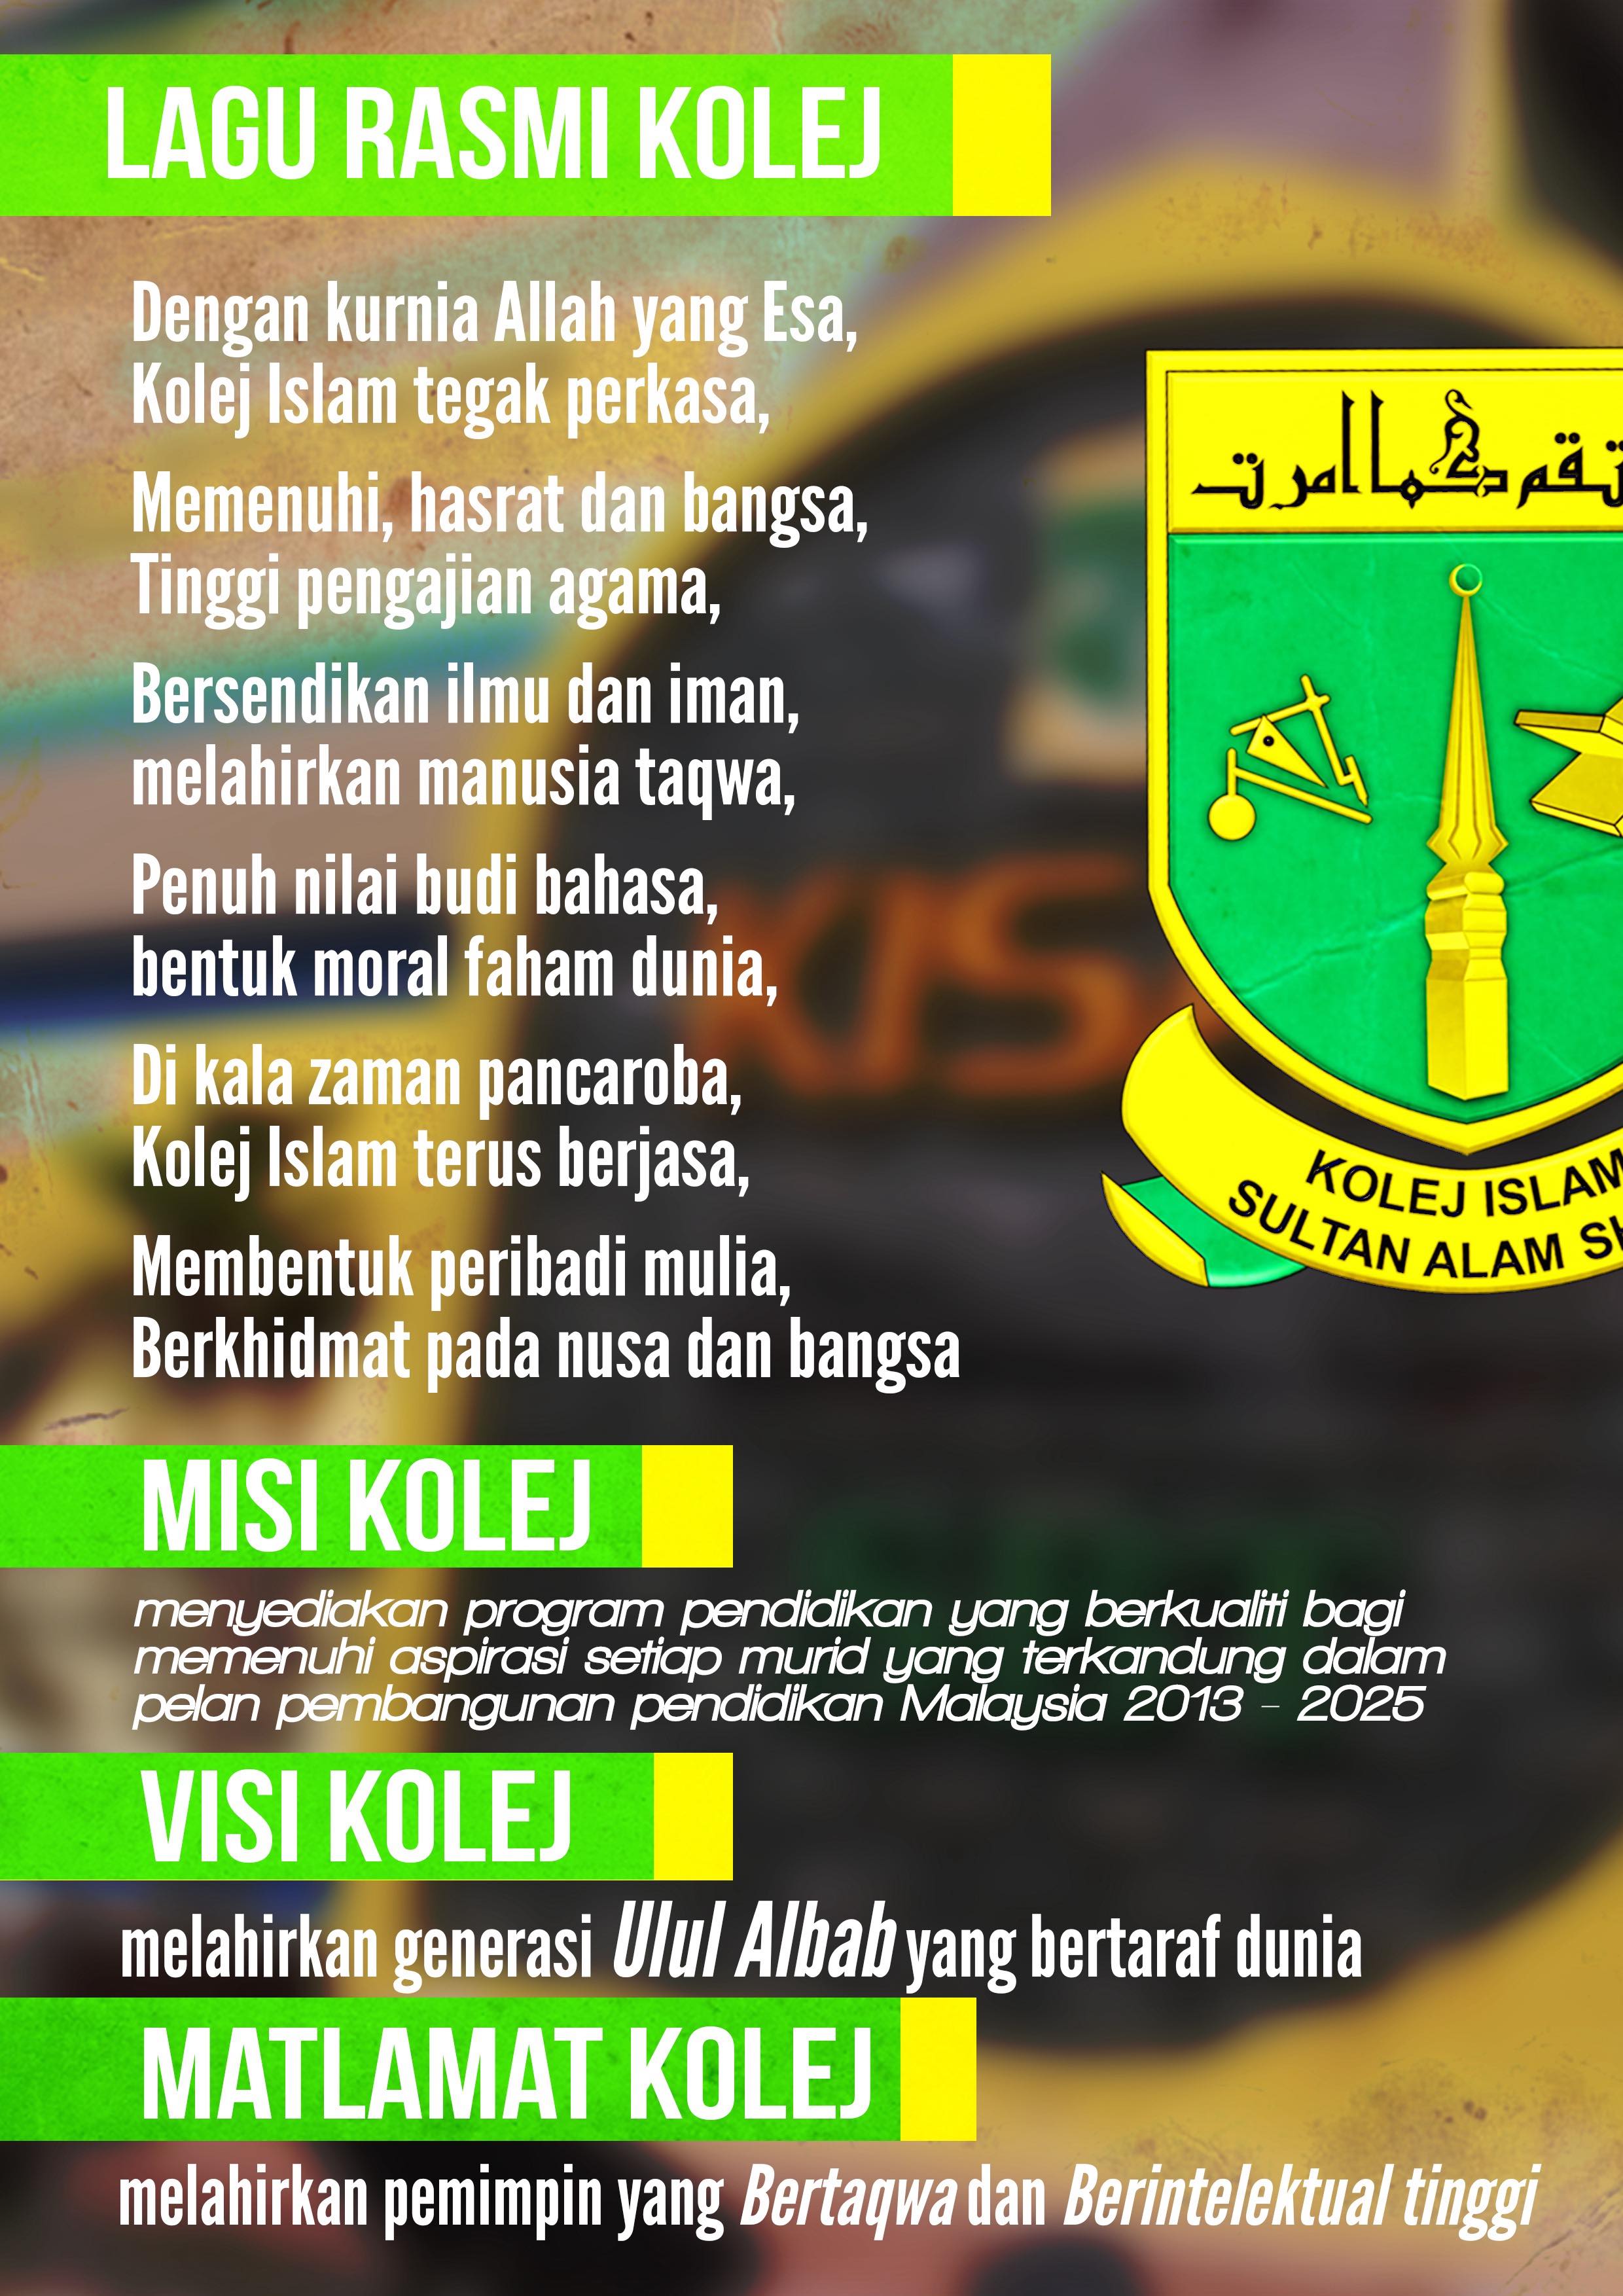 LAGU RASMI KOLEJ
Dengan kurnia Allah yang Esa,
Kolej Islam tegak perkasa,
Memenuhi, hasrat dan bangsa,
Tinggi pengajian agama,
Bersendikan ilmu dan iman,
melahirkan manusia taqwa,
Penuh nilai budi bahasa,
bentuk moral faham dunia,
Di kala zaman pancaroba,
Kolej Islam terus berjasa,
Membentuk peribadi mulia,
Berkhidmat pada nusa dan bangsa
KIS
KOLEJ ISLAM
SULTAN ALAM
MISI KOLEJ
menyediakan program pendidikan yang berkualiti bagi
memenuhi aspirasi setiap murid yang terkandung dalam
pelan pembangunan pendidikan Malaysia 2013 - 2025
VISI KOLEJ
melahirkan generasi Ulul Albab yang bertaraf dunia
MATLAMAT KOLEJ
melahirkan pemimpin yang Bertaqwa dan Berintelektual tinggi